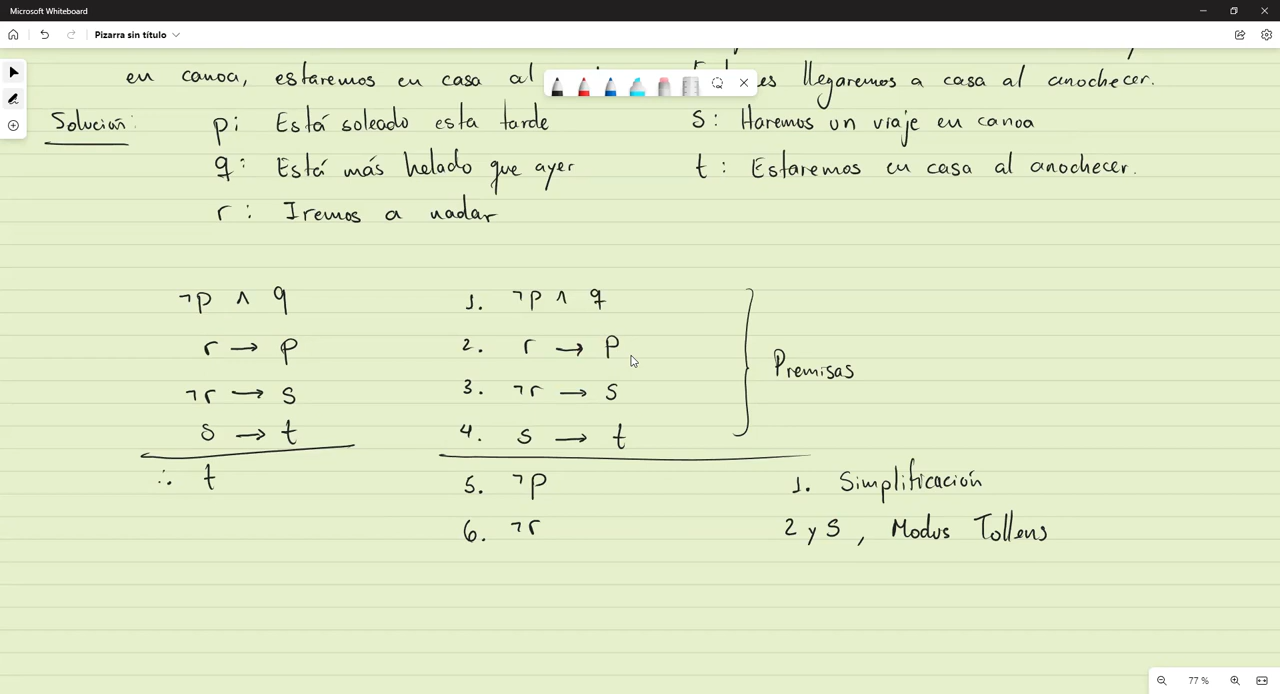 Microsoft Whiteboard
Pizarra sin título
en canoa, estaremos en casa al es llegaremos a casa al anochecer.
Solución: p: Está soleado esta tarde s: Haremos un viaje en canoa
q: Está más helado que ayer t: Estaremos en casa al anochecer.
r: Iremos a nadar
¬p ∧ q 1. ¬p ∧ q
r → p 2. r → p
Premisas
¬r → s 3. ¬r → s
s → t 4. s → t
∴ t 5. ¬p 1. Simplificación
6. ¬r 2 y 5, Modus Tollens
77 %